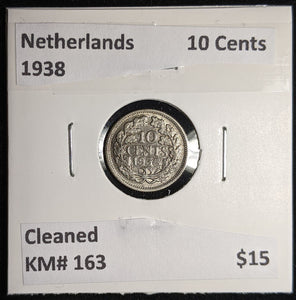 Netherlands 10 Cents
1938
10
CENTS
Cleaned
KM# 163 $15